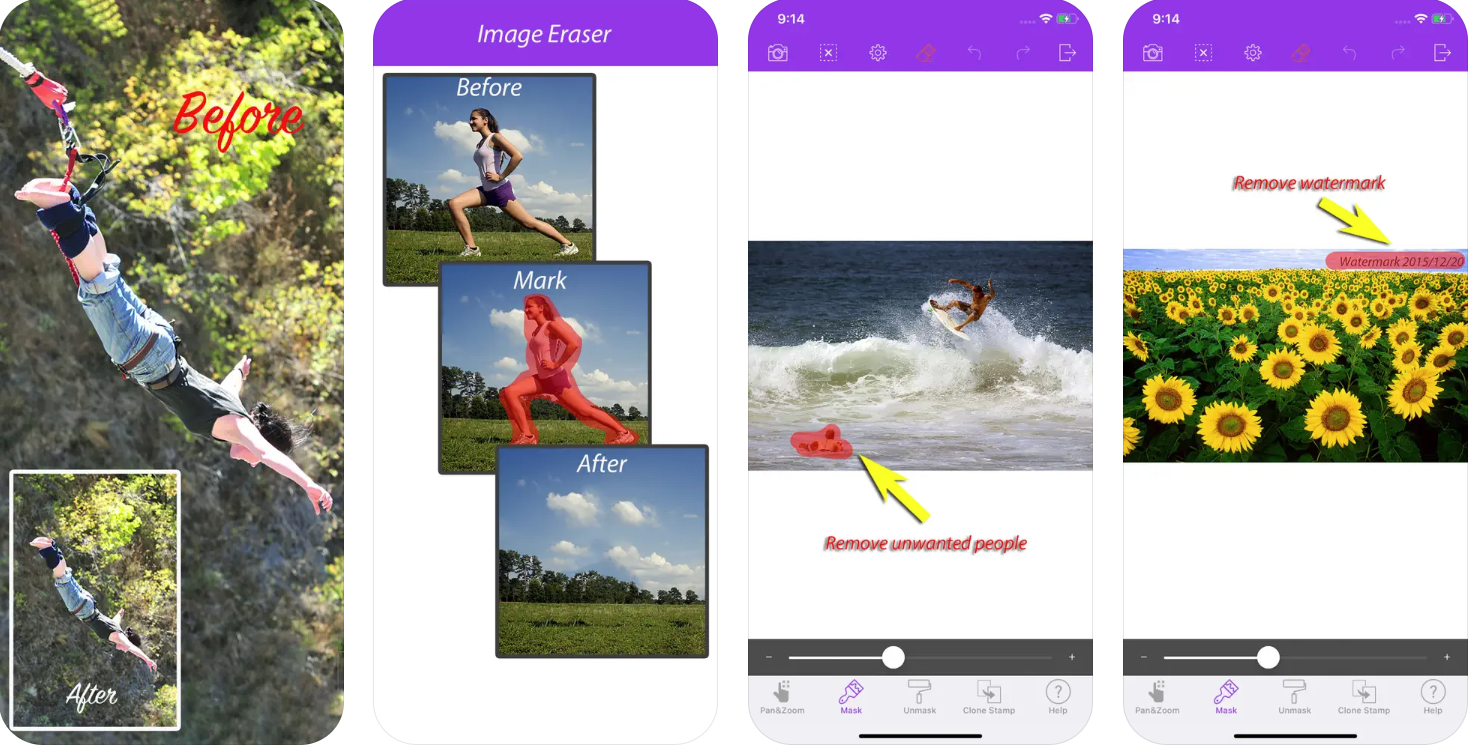 Before
After
Image Eraser
Before
Mark
After
9:14
Remove unwanted people
Pan&Zoom
Mask
Unmask
Clone Stamp
Help
9:14
Remove watermark
Watermark 2015/12/20
Pan&Zoom
Mask
Unmask
Clone Stamp
Help